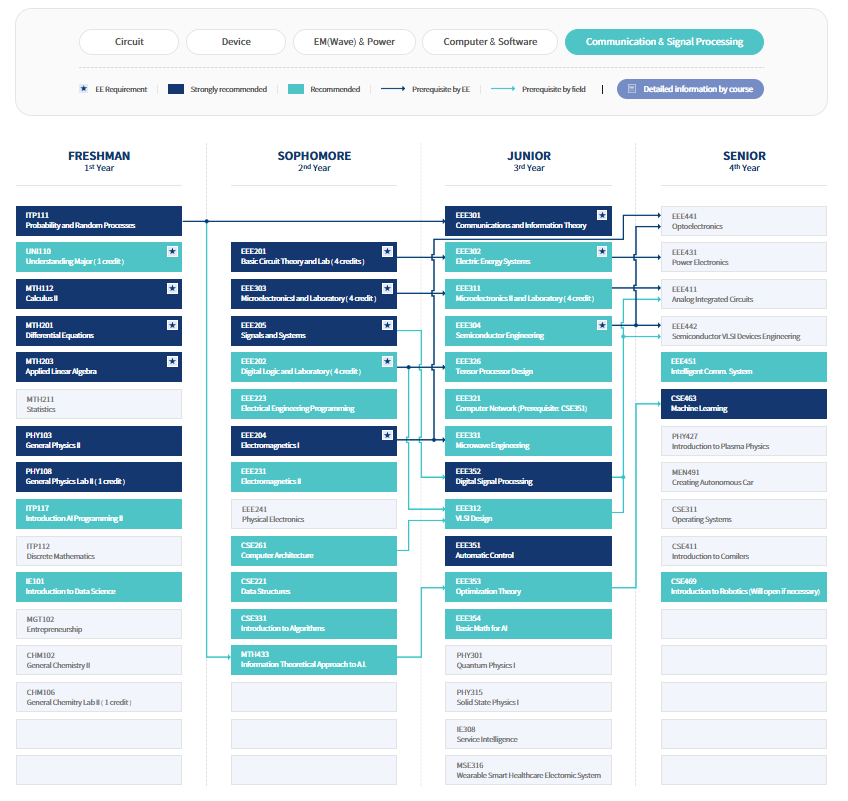 Circuit
Device
EM(Wave) & Power
Computer & Software
Communication & Signal Processing
EE Requirement
Strongly recommended
Recommended
Prerequisite by EE
Prerequisite by field
Detailed information by course
FRESHMAN
1st Year
ITP111
Probability and Random Processes
UNI110
Understanding Major ( 1 credit )
MTH112
Calculus II
MTH201
Differential Equations
MTH203
Applied Linear Algebra
MTH211
Statistics
PHY103
General Physics II
PHY108
General Physics Lab II ( 1 credit )
ITP117
Introduction AI Programming II
ITP112
Discrete Mathematics
IE101
Introduction to Data Science
MGT102
Entrepreneurship
CHM102
General Chemistry II
CHM106
General Chemitry Lab II ( 1 credit )
SOPHOMORE
2nd Year
EEE201
Basic Circuit Theory and Lab ( 4 credits )
EEE303
Microelectronicsl and Laboratory ( 4 credit )
EEE205
Signals and Systems
EEE202
Digital Logic and Laboratory ( 4 credit )
EEE223
Electrical Engineering Programming
EEE204
Electromagnetics I
EEE231
Electromagnetics II
EEE241
Physical Electronics
CSE261
Computer Architecture
CSE221
Data Structures
CSE331
Introduction to Algorithms
MTH433
Information Theoretical Approach to A.I.
JUNIOR
3rd Year
EEE301
Communications and Information Theory
EEE302
Electric Energy Systems
EEE311
Microelectronics II and Laboratory ( 4 credit )
EEE304
Semiconductor Engineering
EEE326
Tensor Processor Design
EEE321
Computer Network (Prerequisite: CSE351)
EEE331
Microwave Engineering
EEE352
Digital Signal Processing
EEE312
VLSI Design
EEE351
Automatic Control
EEE353
Optimization Theory
EEE354
Basic Math for AI
PHY301
Quantum Physics I
PHY315
Solid State Physics I
IE308
Service Intelligence
MSE316
Wearable Smart Healthcare Electornic System
SENIOR
4th Year
EEE441
Optoelectronics
EEE431
Power Electronics
EEE411
Analog Integrated Circuits
EEE442
Semiconductor VLSI Devices Engineering
EEE451
Intelligent Comm. System
CSE463
Machine Learning
PHY427
Introduction to Plasma Physics
MEN491
Creating Autonomous Car
CSE311
Operating Systems
CSE411
Introduction to Comilers
CSE469
Introduction to Robotics (Will open if necessary)